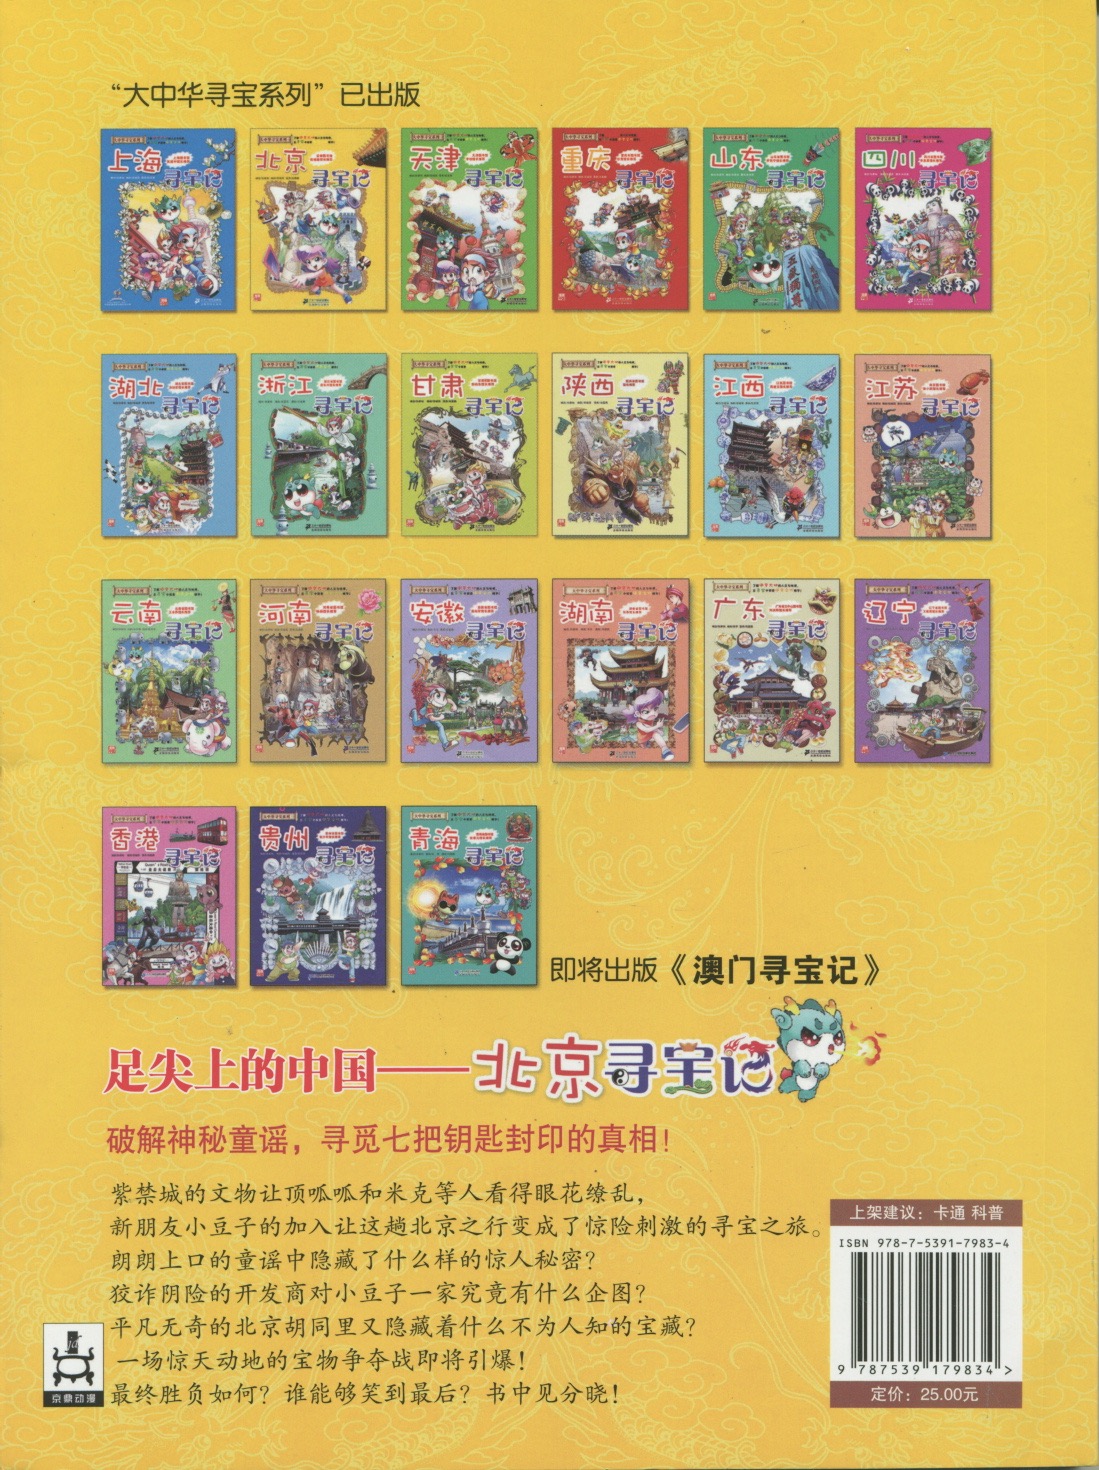 “大中华寻宝系列”已出版
上海寻宝记
北京寻宝记
天津寻宝记
重庆寻宝记
山东寻宝记
四川寻宝记
湖北寻宝记
浙江寻宝记
甘肃寻宝记
陕西寻宝记
江西寻宝记
江苏寻宝记
云南寻宝记
河南寻宝记
安徽寻宝记
湖南寻宝记
广东寻宝记
辽宁寻宝记
香港寻宝记
贵州寻宝记
青海寻宝记
即将出版《澳门寻宝记》
足尖上的中国——北京寻宝记
破解神秘童谣，寻觅七把钥匙封印的真相！
紫禁城的文物让顶呱呱和米克等人看得眼花缭乱，
新朋友小豆子的加入让这趟北京之行变成了惊险刺激的寻宝之旅。
朗朗上口的童谣中隐藏了什么样的惊人秘密？
狡诈阴险的开发商对小豆子一家究竟有什么企图？
平凡无奇的北京胡同里又隐藏着什么不为人知的宝藏？
一场惊天动地的宝物争夺战即将引爆！
最终胜负如何？谁能够笑到最后？书中见分晓！
京鼎动漫
上架建议：卡通 科普
ISBN 978-7-5391-7983-4
9 787539 179834 >
定价：25.00元